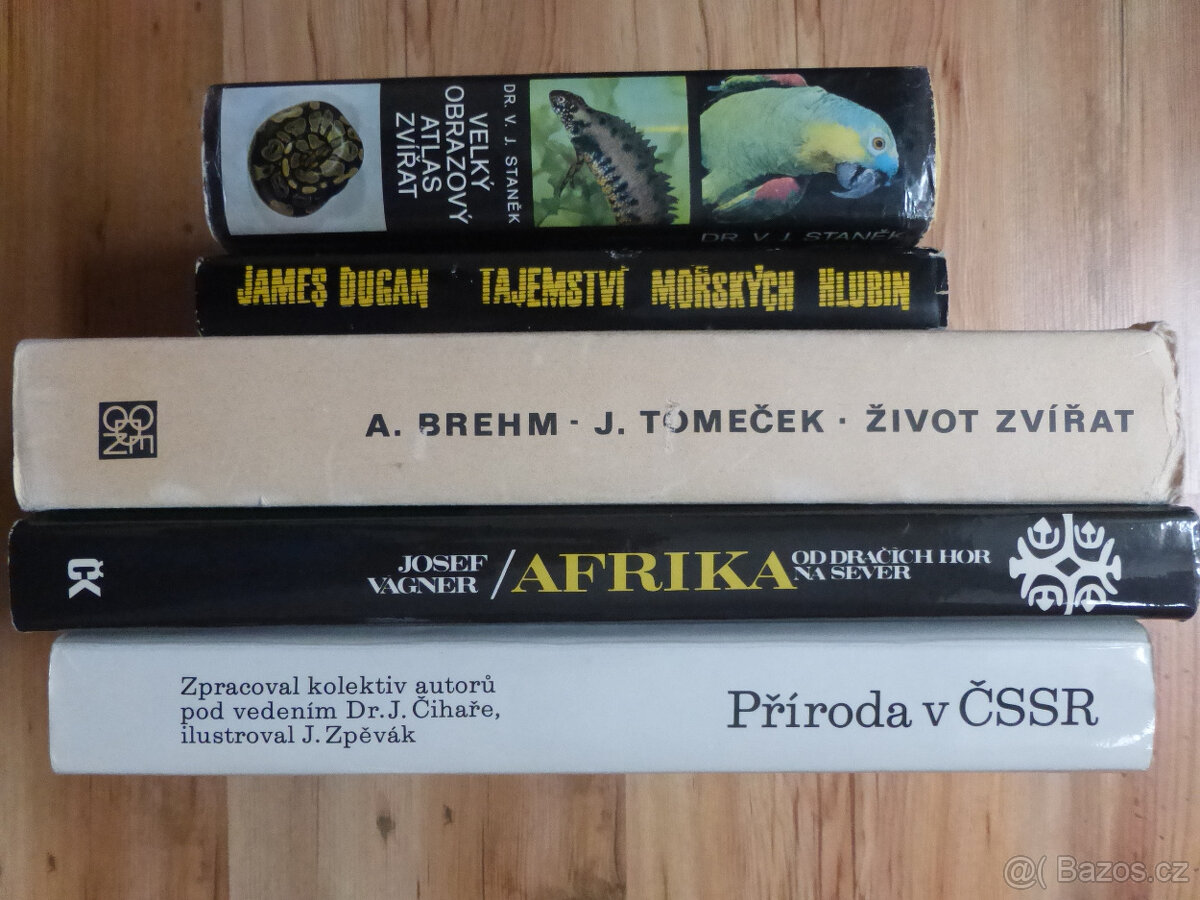 DR. V. J. STANĚK
VELKÝ
OBRAZOVÝ
ATLAS
ZVÍŘAT
DR. V. J. STANĚK
JAMES DUGAN TAJEMSTVÍ MOŘSKÝCH HLUBIN
A. BREHM - J. TOMEČEK · ŽIVOT ZVÍŘAT
ČK
JOSEF
VAGNER / AFRIKA
OD DRAČICH HOR
NA SEVER
Zpracoval kolektiv autorů
pod vedením Dr. J. Čihaře,
ilustroval J. Zpěvák
Příroda v ČSSR
@( Bazos.cz